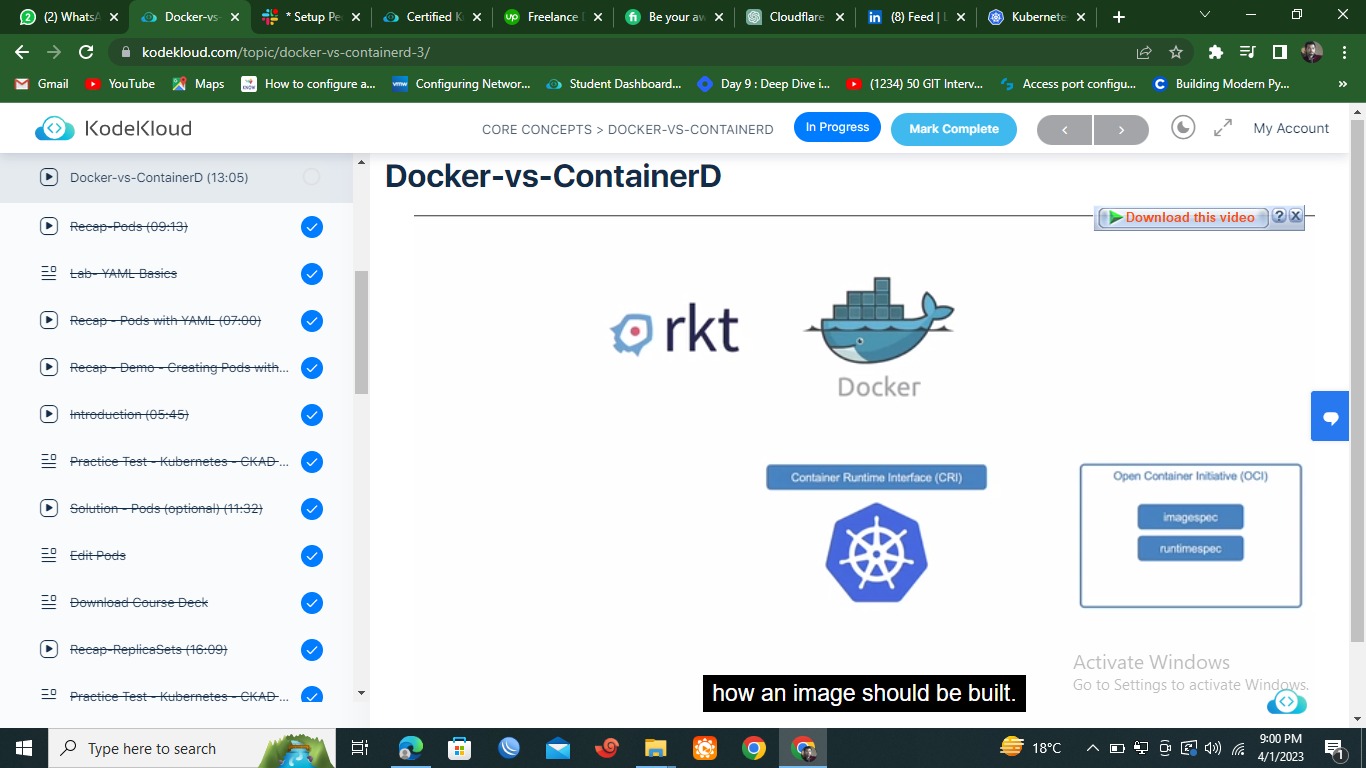 (2) WhatsA
Docker-vs-
* Setup Pe
Certified K
Freelance
Be your aw
Cloudflare
(8) Feed | L
Kubernete
kodekloud.com/topic/docker-vs-containerd-3/
Gmail
YouTube
Maps
How to configure a...
Configuring Networ...
Student Dashboard...
Day 9 : Deep Dive i...
(1234) 50 GIT Interv...
Access port configu...
Building Modern Py...
KodeKloud
CORE CONCEPTS > DOCKER-VS-CONTAINERD
In Progress
Mark Complete
My Account
Docker-vs-ContainerD (13:05)
Recap-Pods (09:13)
Lab- YAML Basics
Recap - Pods with YAML (07:00)
Recap - Demo - Creating Pods with...
Introduction (05:45)
Practice Test - Kubernetes - CKAD ...
Solution - Pods (optional) (11:32)
Edit Pods
Download Course Deck
Recap-ReplicaSets (16:09)
Practice Test - Kubernetes - CKAD ...
Docker-vs-ContainerD
Download this video
rkt
Docker
Container Runtime Interface (CRI)
Open Container Initiative (OCI)
imagespec
runtimespec
how an image should be built.
Activate Windows
Go to Settings to activate Windows.
Type here to search
18°C
9:00 PM
4/1/2023
1